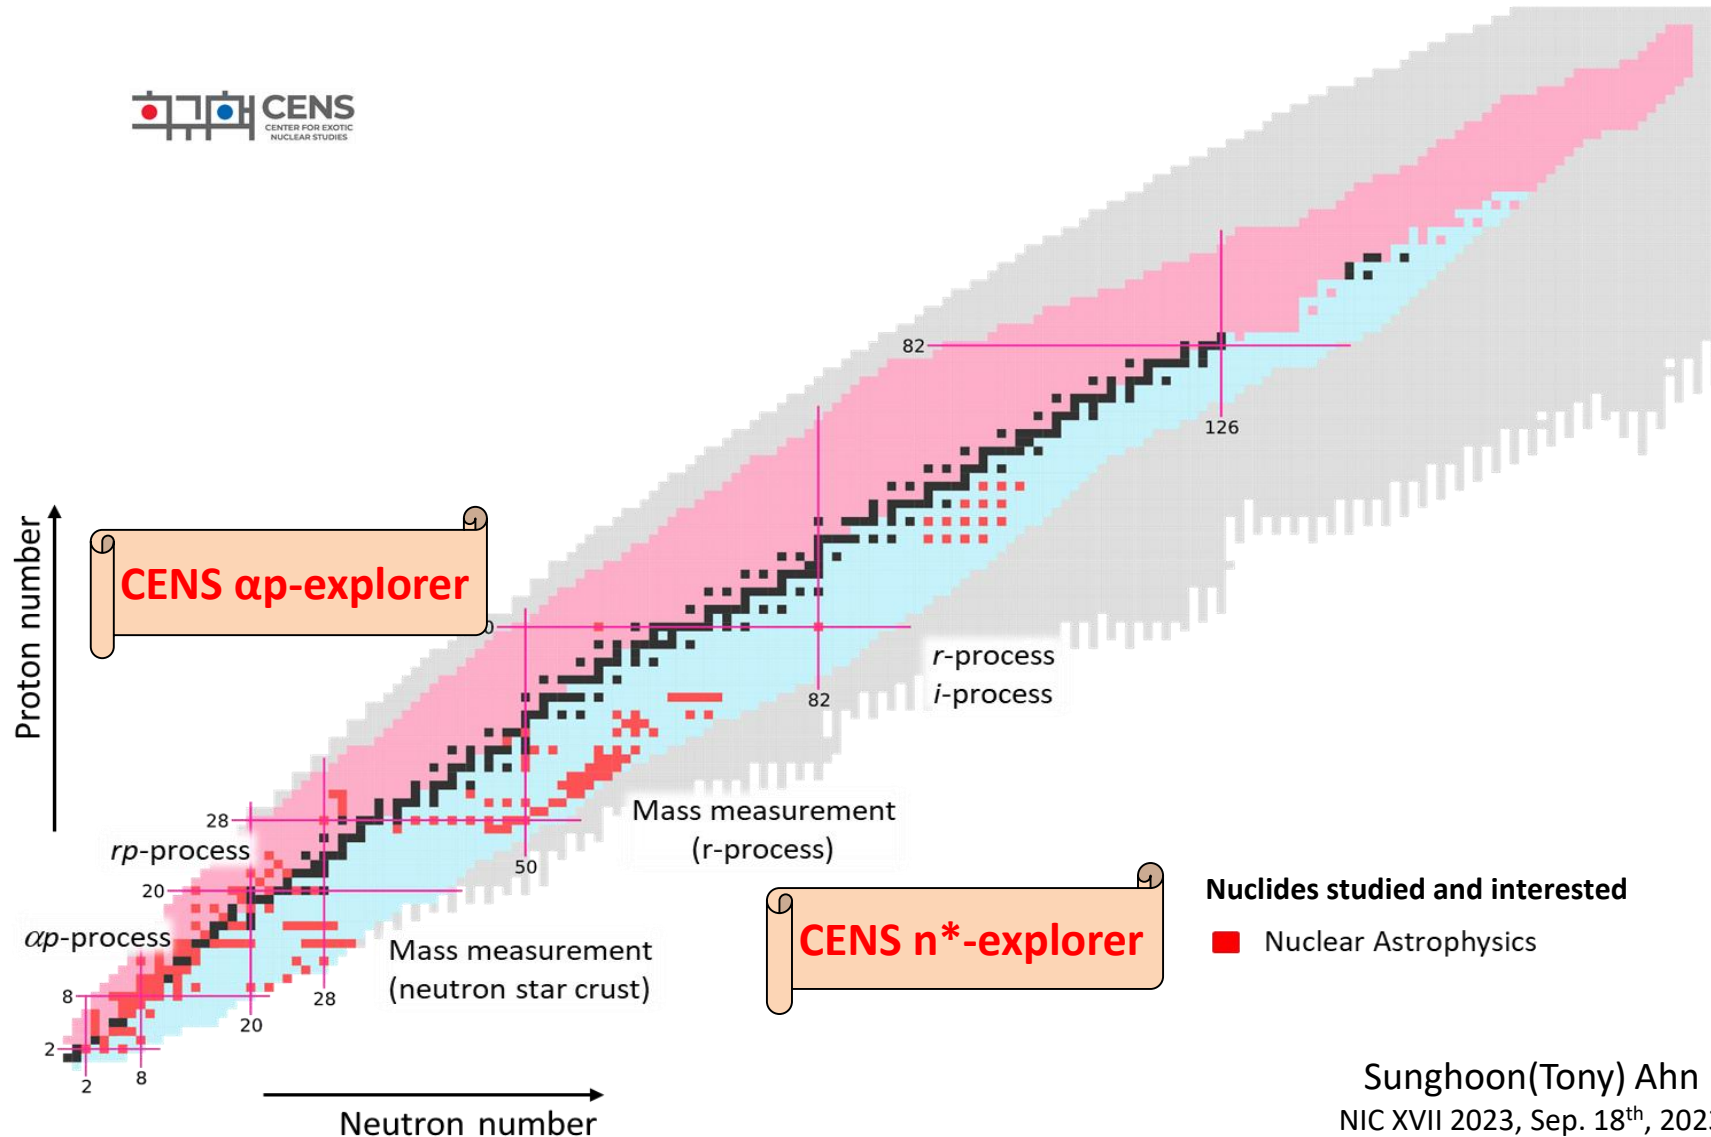 CENS
CENTER FOR EXOTIC
NUCLEAR STUDIES
82
126
Proton number
CENS αp-explorer
0
r-process
i-process
82
28
Mass measurement
(r-process)
rp-process
50
20
Nuclides studied and interested
CENS n*-explorer
αp-process
Nuclear Astrophysics
Mass measurement
(neutron star crust)
8
28
20
2
2
8
Sunghoon(Tony) Ahn
Neutron number
NIC XVII 2023, Sep. 18th, 2023